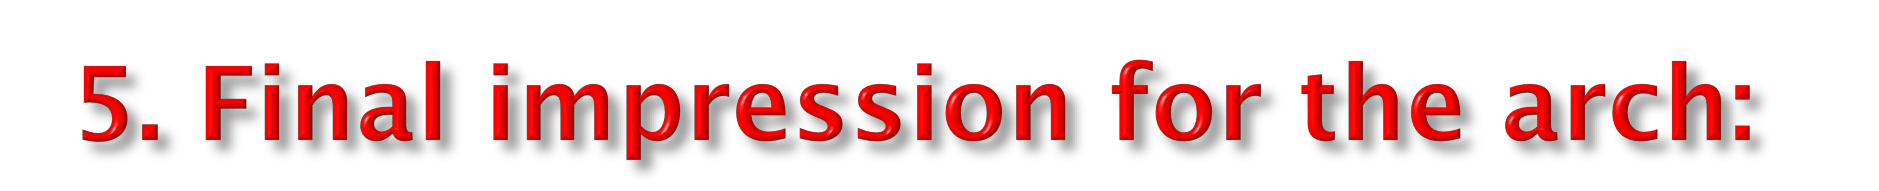 5. Final impression for the arch: